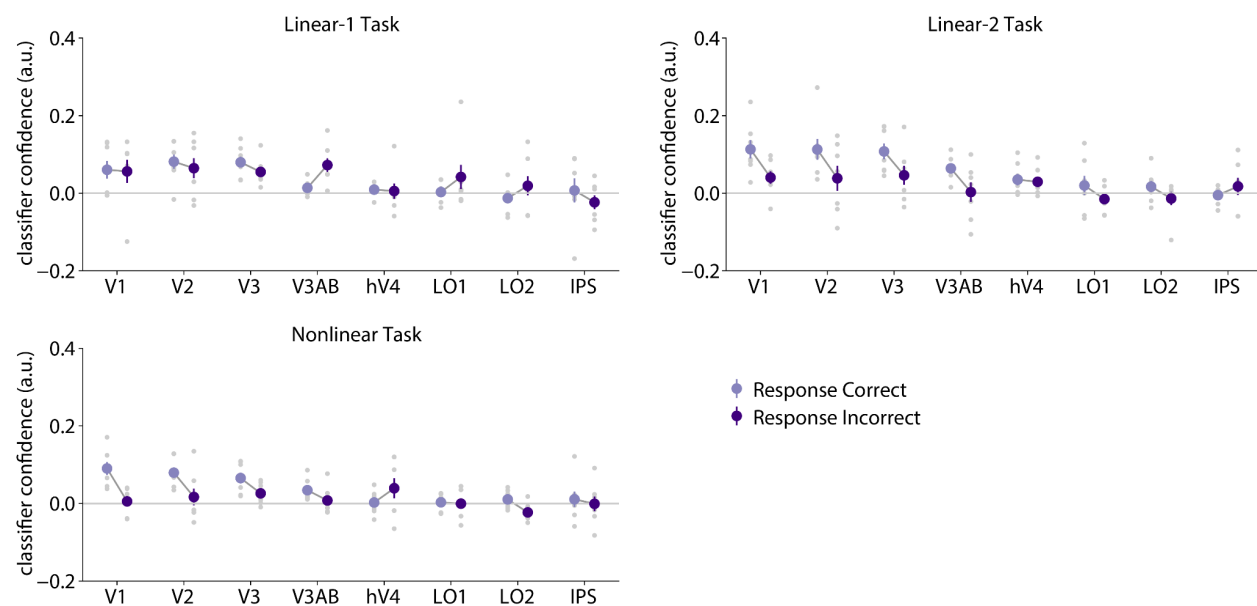 Linear-1 Task
classifier confidence (a.u.)
0.4
0.2
0.0
−0.2
V1 V2 V3 V3AB hV4 LO1 LO2 IPS
Linear-2 Task
classifier confidence (a.u.)
0.4
0.2
0.0
−0.2
V1 V2 V3 V3AB hV4 LO1 LO2 IPS
Nonlinear Task
classifier confidence (a.u.)
0.4
0.2
0.0
−0.2
V1 V2 V3 V3AB hV4 LO1 LO2 IPS
Response Correct
Response Incorrect